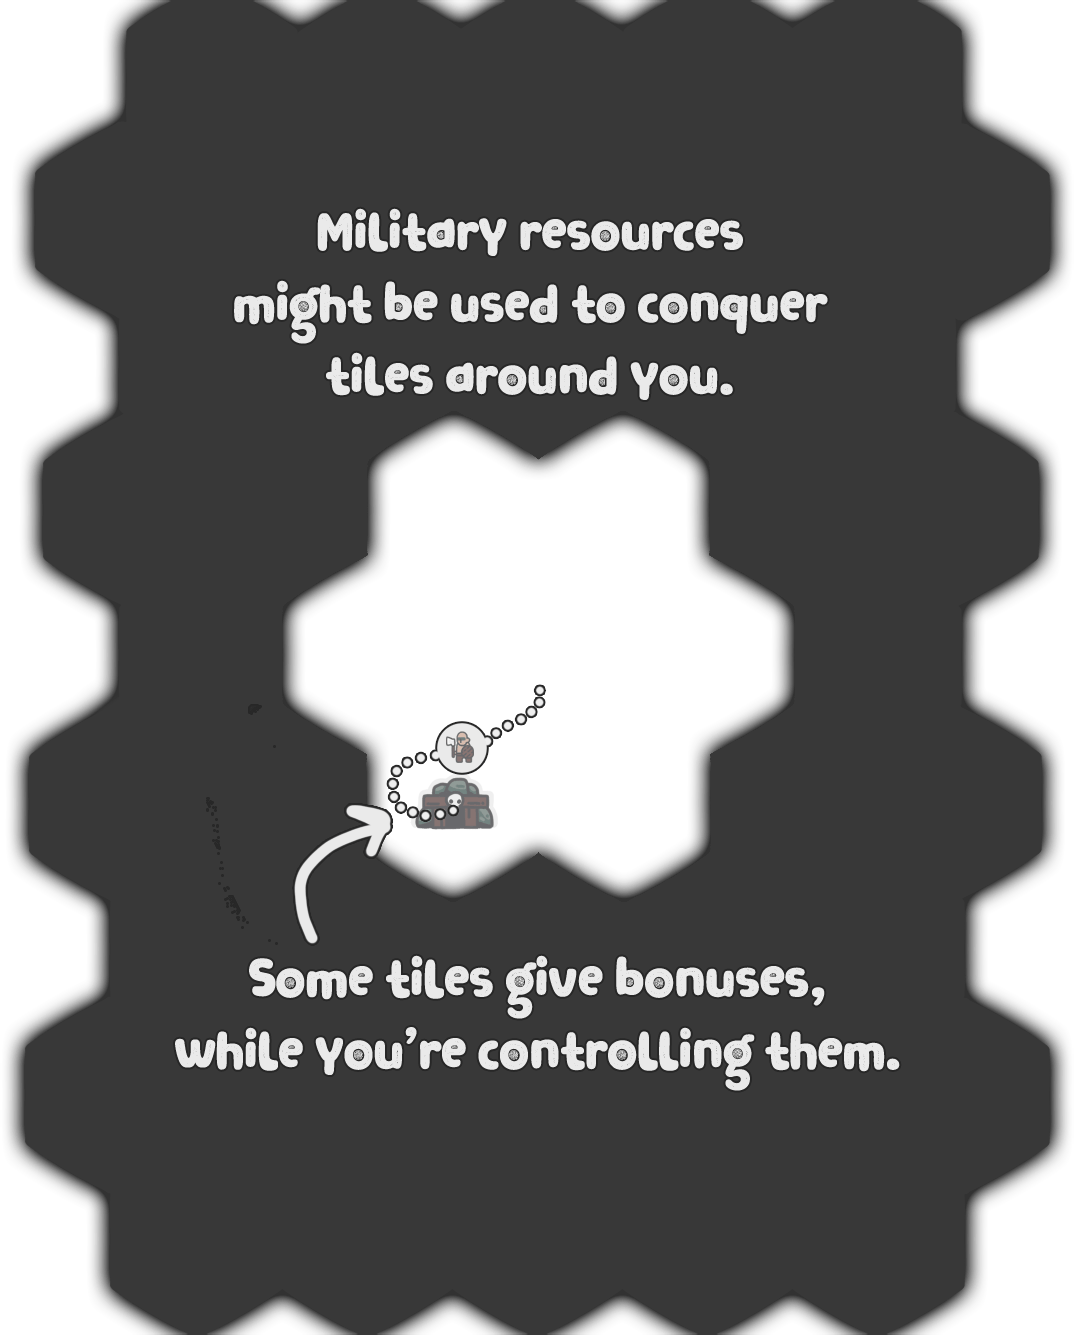 Military resources
might be used to conquer
tiles around you.
Some tiles give bonuses,
while you’re controlling them.